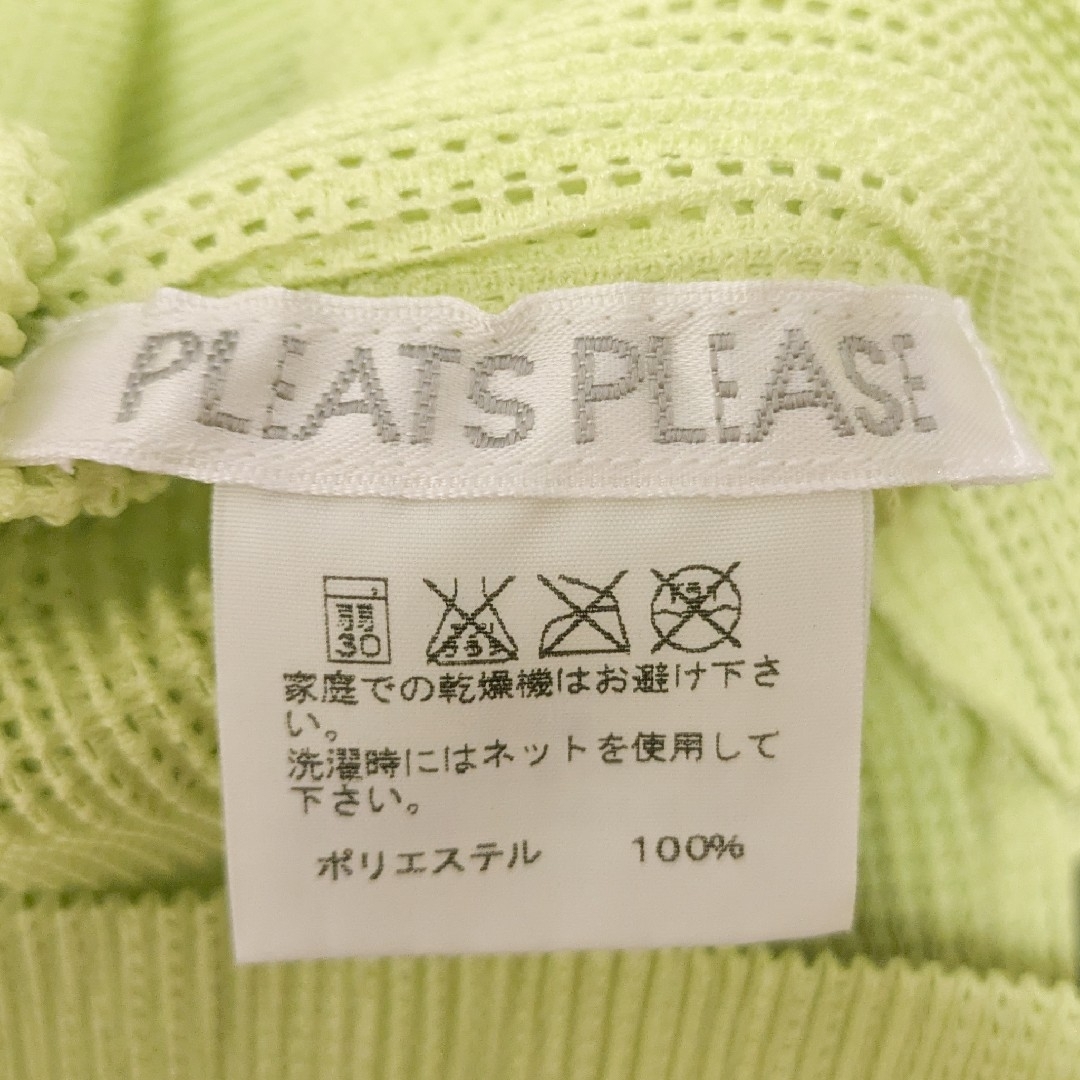 PLEATS PLEASE
30
家庭での乾燥機はお避け下さ
い。
洗濯時にはネットを使用して
下さい。
ポリエステル 100%